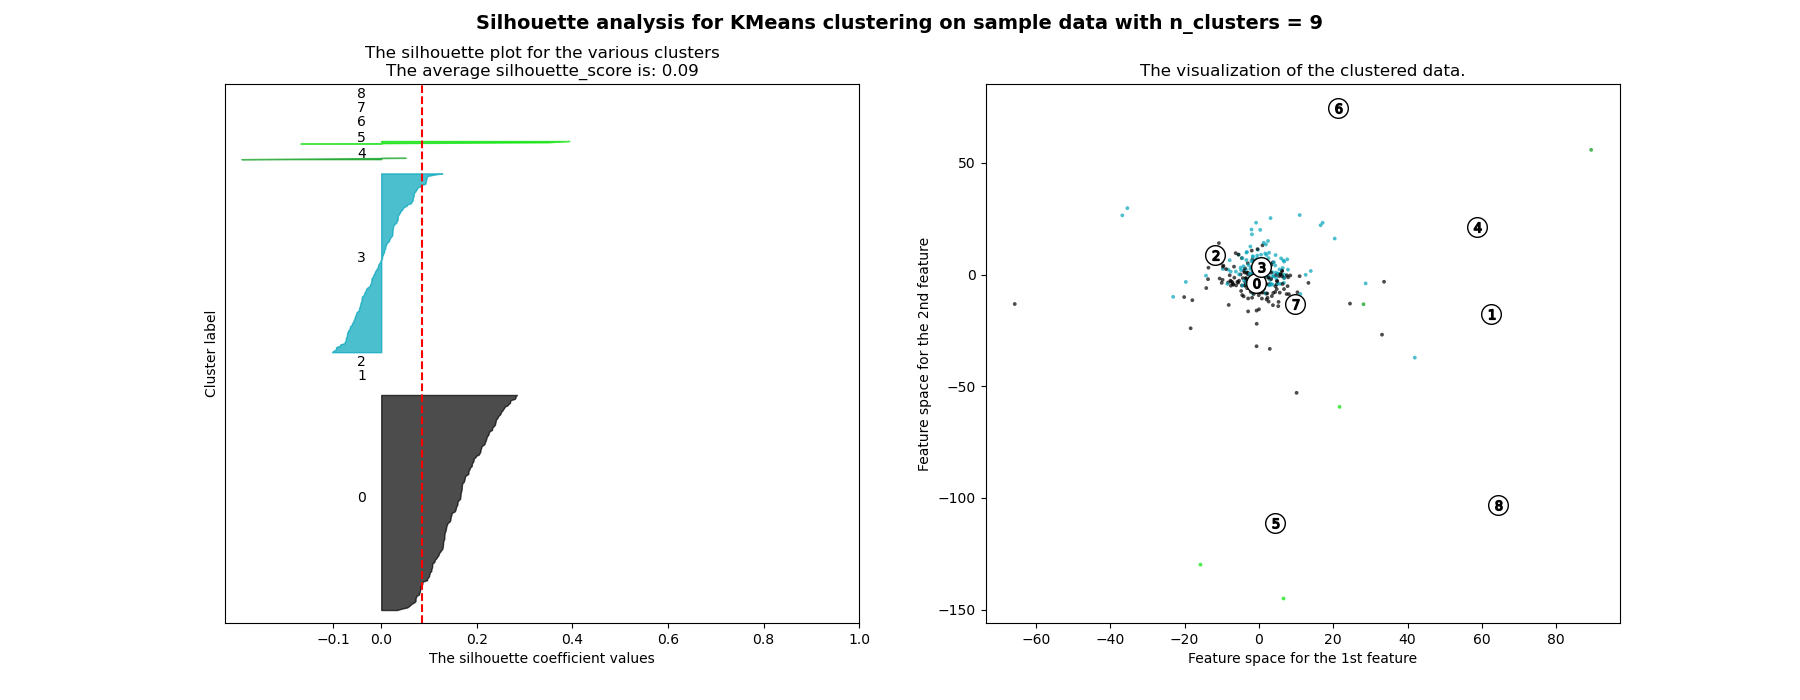 Silhouette analysis for KMeans clustering on sample data with n_clusters = 9
The silhouette plot for the various clusters
The average silhouette_score is: 0.09
8
7
6
5
4
3
2
1
0
Cluster label
−0.1 0.0 0.2 0.4 0.6 0.8 1.0
The silhouette coefficient values
The visualization of the clustered data.
6
4
2
3
0
7
1
8
5
50
0
−50
−100
−150
Feature space for the 2nd feature
−60 −40 −20 0 20 40 60 80
Feature space for the 1st feature